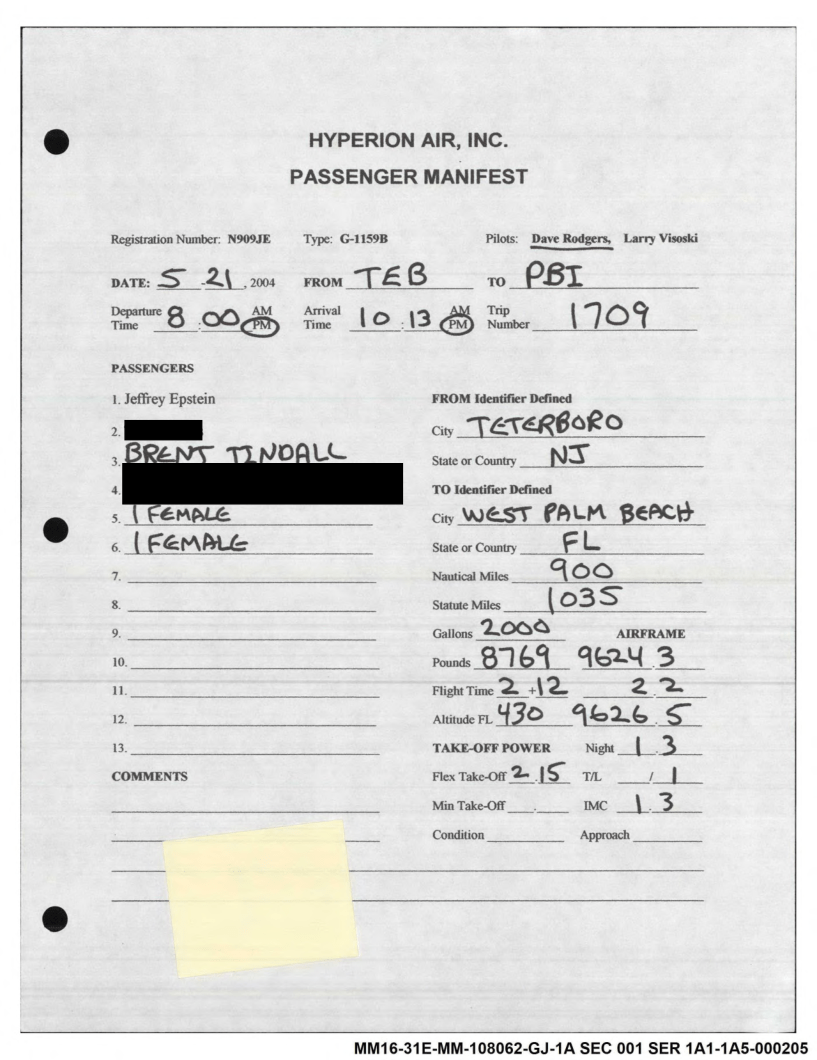 HYPERION AIR, INC.
PASSENGER MANIFEST
Registration Number: N909JE Type: G-1159B Pilots: Dave Rodgers, Larry Visoski
DATE: 5 -21 , 2004 FROM TEB TO PBI
Departure Time 8 : 00 AM PM Arrival Time 10 : 13 AM PM Trip Number 1709
PASSENGERS
1. Jeffrey Epstein
2.
3. BRENT TINDALL
4.
5. 1 FEMALE
6. 1 FEMALE
7.
8.
9.
10.
11.
12.
13.
COMMENTS
FROM Identifier Defined
City TETERBORO
State or Country NJ
TO Identifier Defined
City WEST PALM BEACH
State or Country FL
Nautical Miles 900
Statute Miles 1035
Gallons 2000 AIRFRAME
Pounds 8769 9624.3
Flight Time 2 +12 2.2
Altitude FL 430 9626.5
TAKE-OFF POWER Night 1.3
Flex Take-Off 2.15 T/L / 1
Min Take-Off . IMC 1.3
Condition Approach
MM16-31E-MM-108062-GJ-1A SEC 001 SER 1A1-1A5-000205